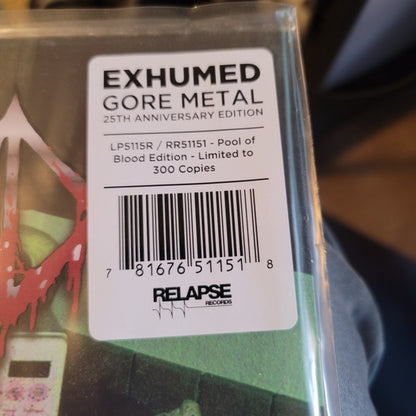 EXHUMED
GORE METAL
25TH ANNIVERSARY EDITION
LP5115R / RR51151 - Pool of
Blood Edition - Limited to
300 Copies
7 81676 51151 8
RELAPSE
RECORDS